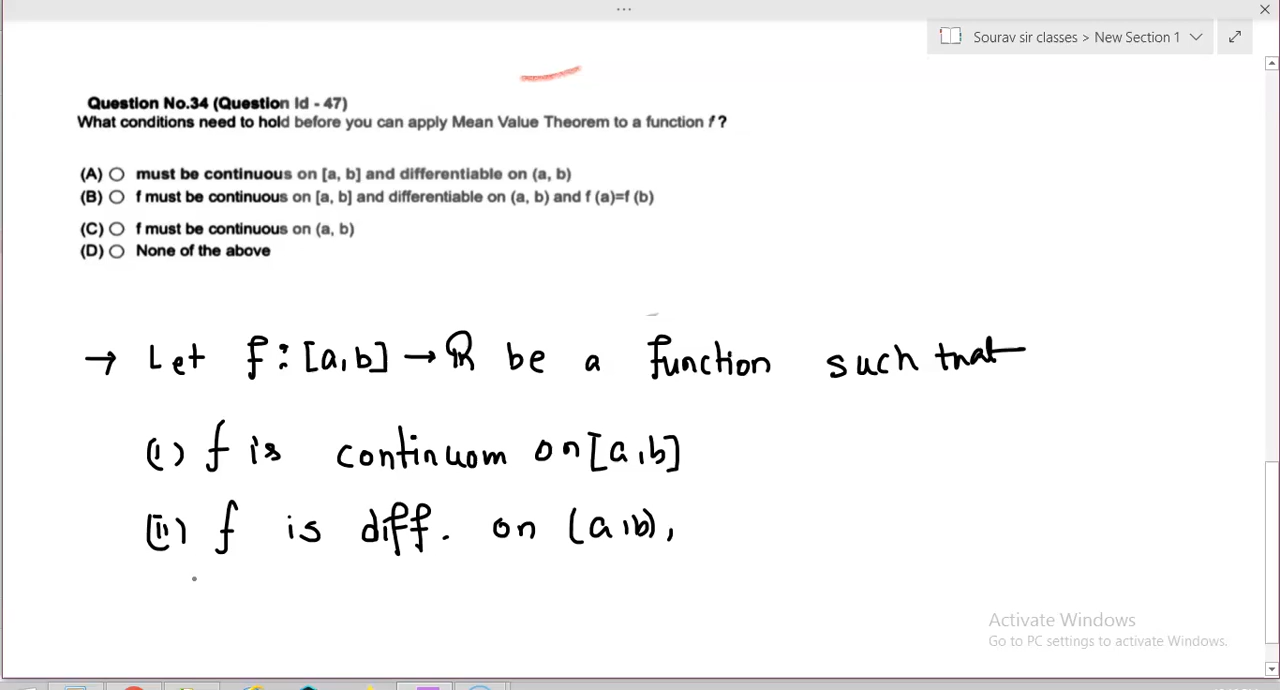 Sourav sir classes > New Section 1
Question No.34 (Question Id - 47)
What conditions need to hold before you can apply Mean Value Theorem to a function f ?
(A) must be continuous on [a, b] and differentiable on (a, b)
(B) f must be continuous on [a, b] and differentiable on (a, b) and f (a)=f (b)
(C) f must be continuous on (a, b)
(D) None of the above
→ Let f : [a,b] → ℝ be a function such that
(i) f is continuom on [a,b]
(ii) f is diff. on (a,b),
Activate Windows
Go to PC settings to activate Windows.